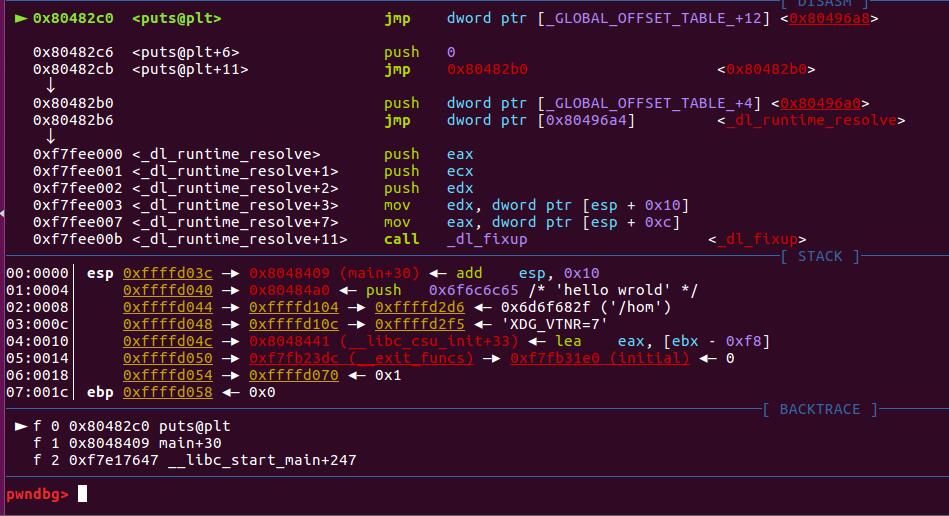 [ DISASM ]
► 0x80482c0 <puts@plt> jmp dword ptr [_GLOBAL_OFFSET_TABLE_+12] <0x80496a8>
0x80482c6 <puts@plt+6> push 0
0x80482cb <puts@plt+11> jmp 0x80482b0 <0x80482b0>
↓
0x80482b0 push dword ptr [_GLOBAL_OFFSET_TABLE_+4] <0x80496a0>
0x80482b6 jmp dword ptr [0x80496a4] <_dl_runtime_resolve>
↓
0xf7fee000 <_dl_runtime_resolve> push eax
0xf7fee001 <_dl_runtime_resolve+1> push ecx
0xf7fee002 <_dl_runtime_resolve+2> push edx
0xf7fee003 <_dl_runtime_resolve+3> mov edx, dword ptr [esp + 0x10]
0xf7fee007 <_dl_runtime_resolve+7> mov eax, dword ptr [esp + 0xc]
0xf7fee00b <_dl_runtime_resolve+11> call _dl_fixup <_dl_fixup>
[ STACK ]
00:0000│ esp 0xffffd03c —► 0x8048409 (main+30) ◄— add esp, 0x10
01:0004│ 0xffffd040 —► 0x80484a0 ◄— push 0x6f6c6c65 /* 'hello wrold' */
02:0008│ 0xffffd044 —► 0xffffd104 —► 0xffffd2d6 ◄— 0x6d6f682f ('/hom')
03:000c│ 0xffffd048 —► 0xffffd10c —► 0xffffd2f5 ◄— 'XDG_VTNR=7'
04:0010│ 0xffffd04c —► 0x8048441 (__libc_csu_init+33) ◄— lea eax, [ebx - 0xf8]
05:0014│ 0xffffd050 —► 0xf7fb23dc (__exit_funcs) —► 0xf7fb31e0 (initial) ◄— 0
06:0018│ 0xffffd054 —► 0xffffd070 ◄— 0x1
07:001c│ ebp 0xffffd058 ◄— 0x0
[ BACKTRACE ]
► f 0 0x80482c0 puts@plt
f 1 0x8048409 main+30
f 2 0xf7e17647 __libc_start_main+247
pwndbg>